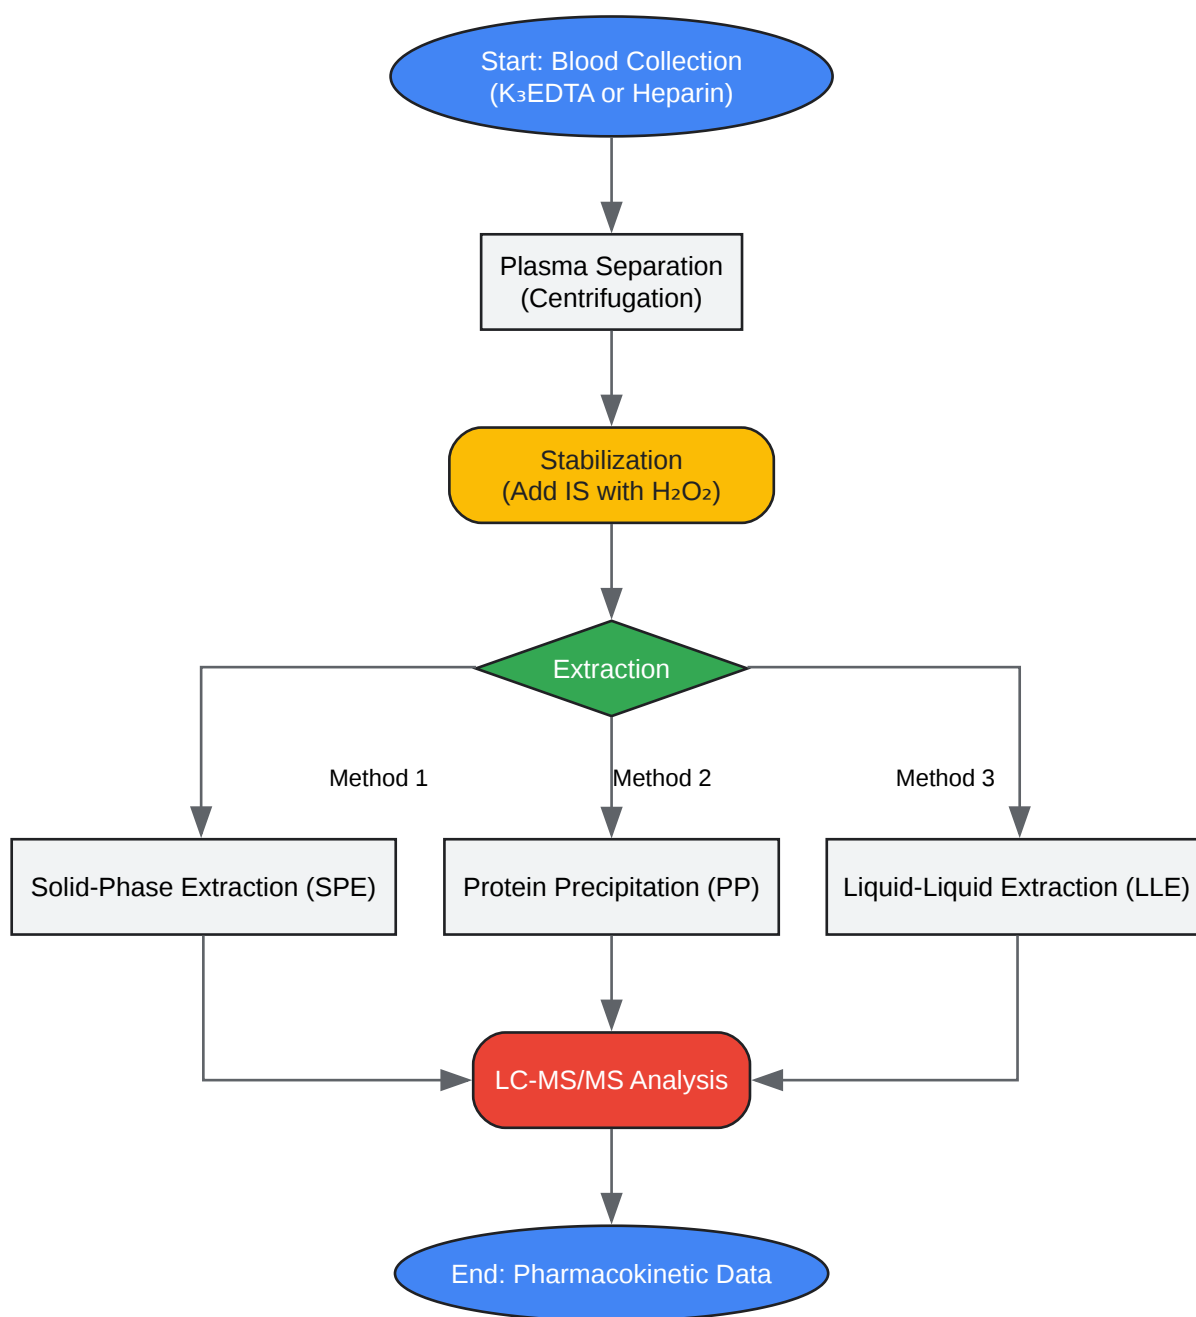 Start: Blood Collection
(K₃EDTA or Heparin)
Plasma Separation
(Centrifugation)
Stabilization
(Add IS with H₂O₂)
Extraction
Method 1
Method 2
Method 3
Solid-Phase Extraction (SPE)
Protein Precipitation (PP)
Liquid-Liquid Extraction (LLE)
LC-MS/MS Analysis
End: Pharmacokinetic Data